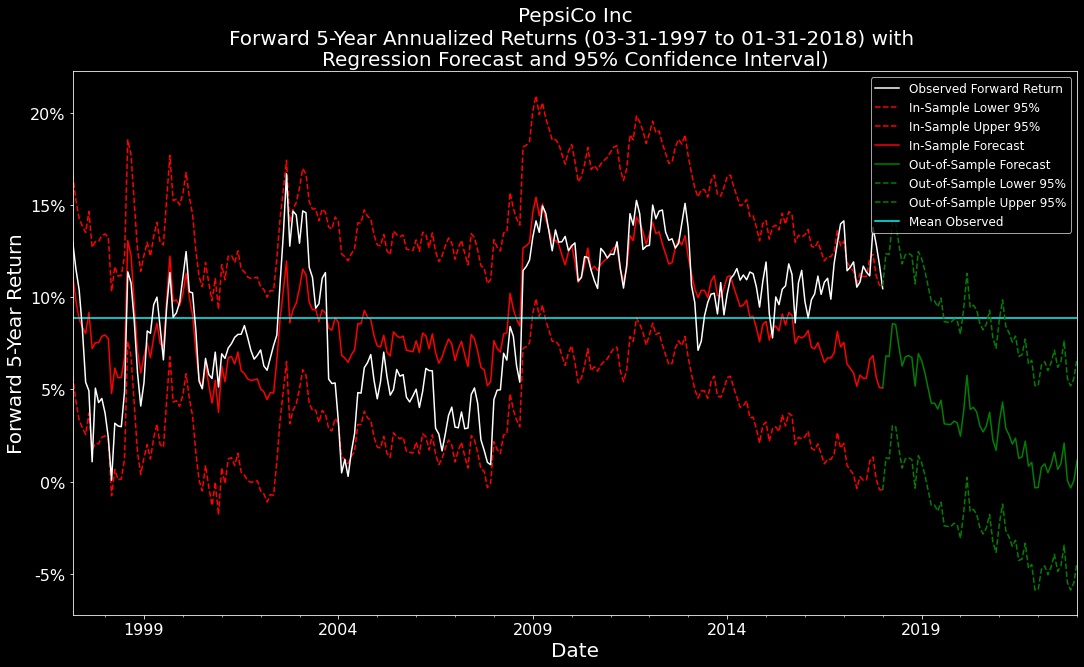 PepsiCo Inc
Forward 5-Year Annualized Returns (03-31-1997 to 01-31-2018) with
Regression Forecast and 95% Confidence Interval)
Observed Forward Return
In-Sample Lower 95%
In-Sample Upper 95%
In-Sample Forecast
Out-of-Sample Forecast
Out-of-Sample Lower 95%
Out-of-Sample Upper 95%
Mean Observed
Forward 5-Year Return
20%
15%
10%
5%
0%
-5%
1999
2004
2009
2014
2019
Date